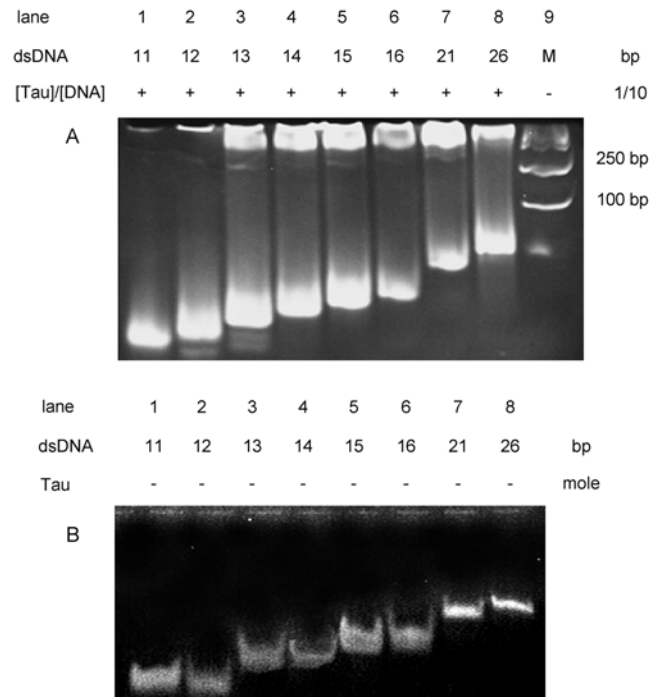 lane 1 2 3 4 5 6 7 8 9
dsDNA 11 12 13 14 15 16 21 26 M bp
[Tau]/[DNA] + + + + + + + + - 1/10
A
250 bp
100 bp
lane 1 2 3 4 5 6 7 8
dsDNA 11 12 13 14 15 16 21 26 bp
Tau - - - - - - - - mole
B